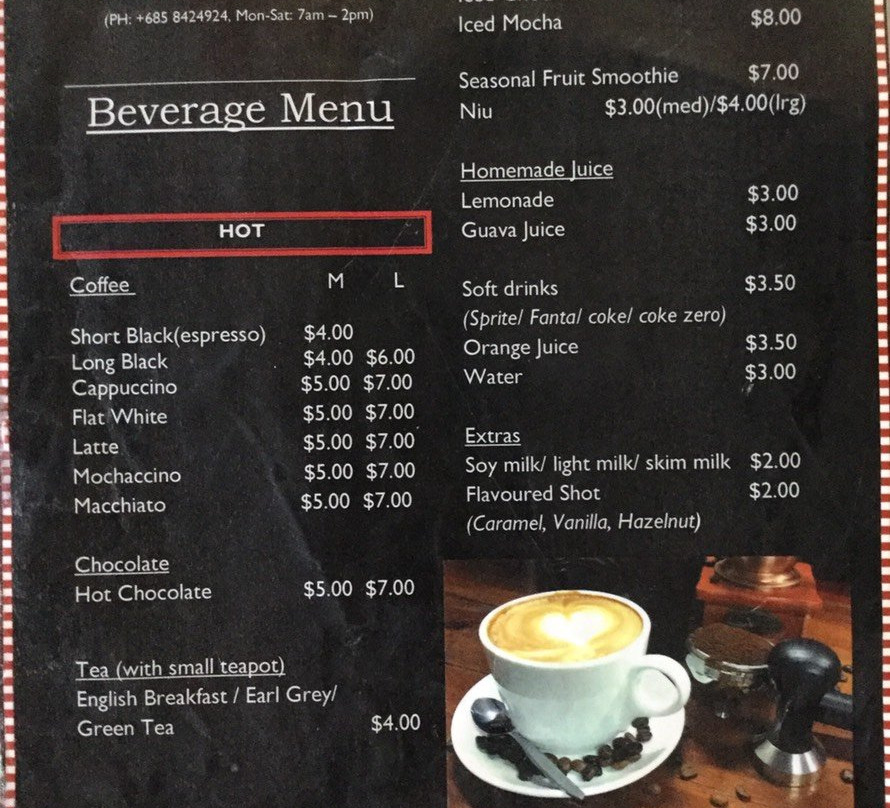 (PH: +685 8424924, Mon-Sat: 7am – 2pm)
Beverage Menu
HOT
Coffee M L
Short Black(espresso) $4.00
Long Black $4.00 $6.00
Cappuccino $5.00 $7.00
Flat White $5.00 $7.00
Latte $5.00 $7.00
Mochaccino $5.00 $7.00
Macchiato $5.00 $7.00
Chocolate
Hot Chocolate $5.00 $7.00
Tea (with small teapot)
English Breakfast / Earl Grey/
Green Tea $4.00
Iced Mocha $8.00
Seasonal Fruit Smoothie $7.00
Niu $3.00(med)/$4.00(lrg)
Homemade Juice
Lemonade $3.00
Guava Juice $3.00
Soft drinks $3.50
(Sprite/ Fanta/ coke/ coke zero)
Orange Juice $3.50
Water $3.00
Extras
Soy milk/ light milk/ skim milk $2.00
Flavoured Shot $2.00
(Caramel, Vanilla, Hazelnut)